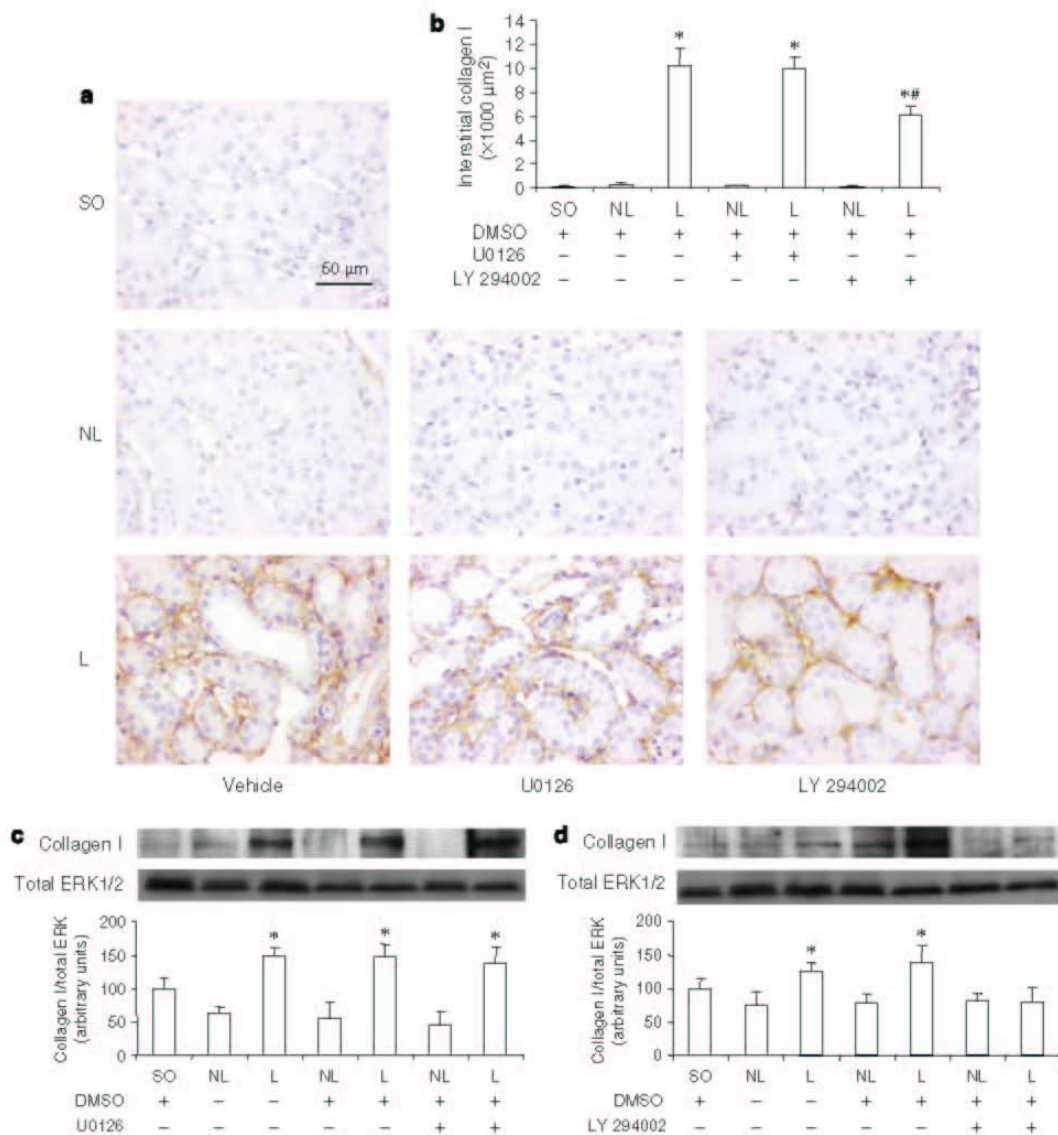 b
14
12
10
8
6
4
2
0
Interstitial collagen I
(×1000 μm²)
* * *#
SO NL L NL L NL L
DMSO + + + + + + +
U0126 – – – + + – –
LY 294002 – – – – – + +
a
SO
50 μm
NL
L
Vehicle U0126 LY 294002
c
Collagen I
Total ERK1/2
200
150
100
50
0
Collagen I/total ERK
(arbitrary units)
* * *
SO NL L NL L NL L
DMSO + – – + + + +
U0126 – – – – – + +
d
Collagen I
Total ERK1/2
200
150
100
50
0
Collagen I/total ERK
(arbitrary units)
* *
SO NL L NL L NL L
DMSO + – – + + + +
LY 294002 – – – – – + +